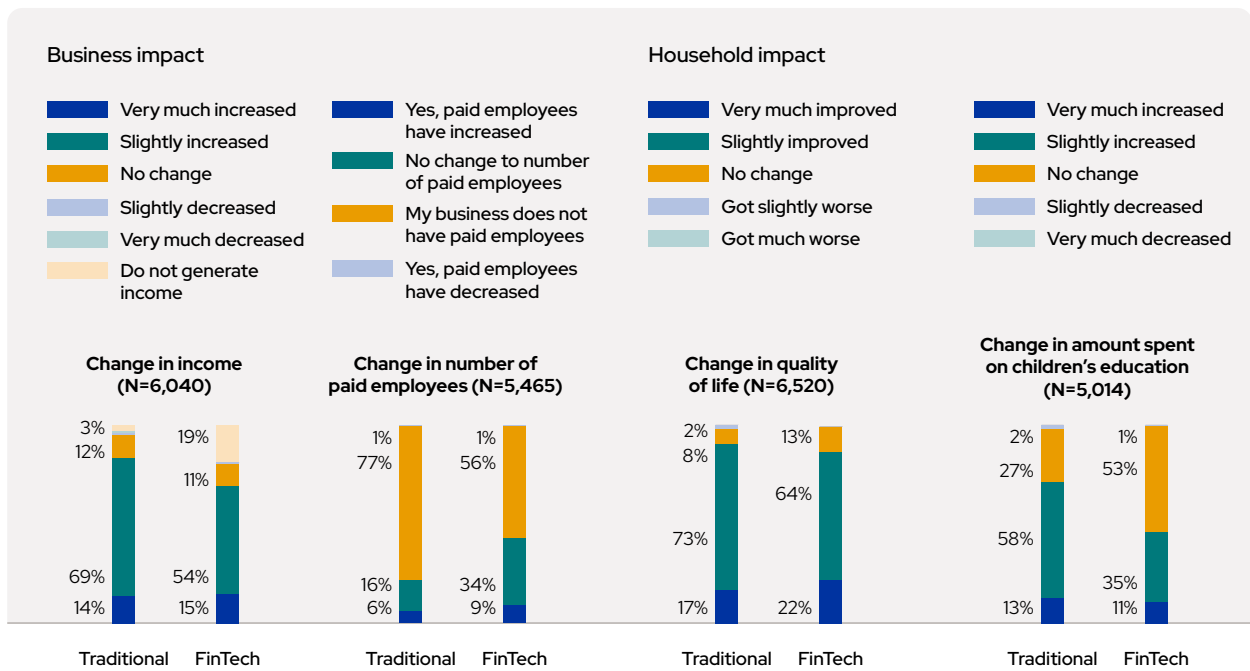 Business impact
Very much increased
Slightly increased
No change
Slightly decreased
Very much decreased
Do not generate
income
Yes, paid employees
have increased
No change to number
of paid employees
My business does not
have paid employees
Yes, paid employees
have decreased
Household impact
Very much improved
Slightly improved
No change
Got slightly worse
Got much worse
Very much increased
Slightly increased
No change
Slightly decreased
Very much decreased
Change in income
(N=6,040)
3%
12%
69%
14%
19%
11%
54%
15%
Traditional
FinTech
Change in number of
paid employees (N=5,465)
1%
77%
16%
6%
1%
56%
34%
9%
Traditional
FinTech
Change in quality
of life (N=6,520)
2%
8%
73%
17%
13%
64%
22%
Traditional
FinTech
Change in amount spent
on children’s education
(N=5,014)
2%
27%
58%
13%
1%
53%
35%
11%
Traditional
FinTech